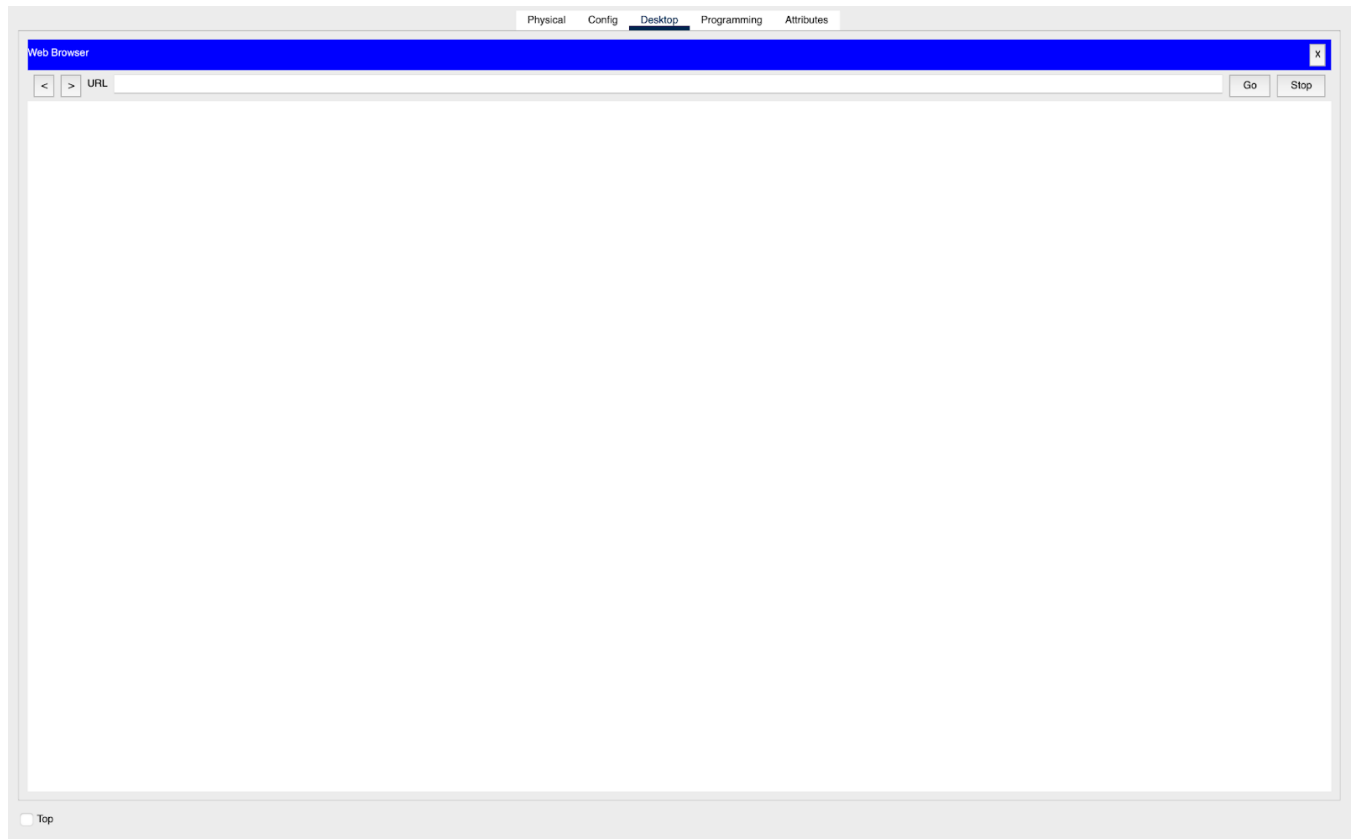 Physical Config Desktop Programming Attributes
Web Browser X
< > URL Go Stop
Top